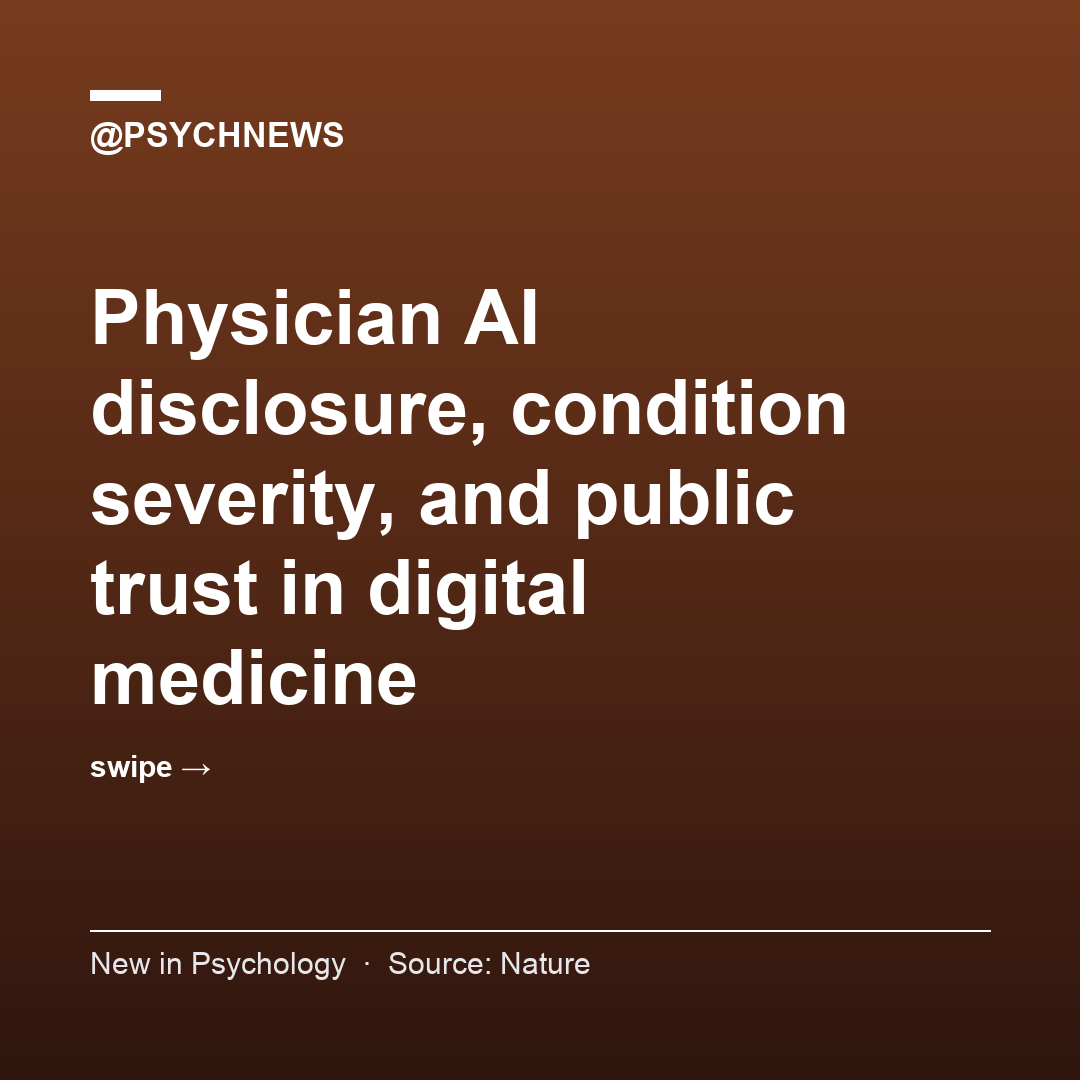 @PSYCHNEWS
Physician AI
disclosure, condition
severity, and public
trust in digital
medicine
swipe →
New in Psychology · Source: Nature